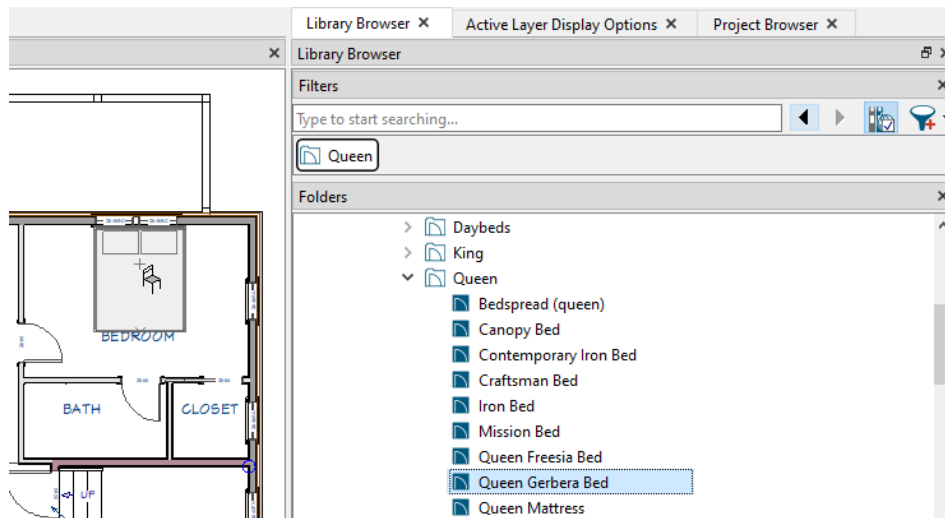 Library Browser
Active Layer Display Options
Project Browser
Library Browser
Filters
Type to start searching...
Queen
Folders
Daybeds
King
Queen
Bedspread (queen)
Canopy Bed
Contemporary Iron Bed
Craftsman Bed
Iron Bed
Mission Bed
Queen Freesia Bed
Queen Gerbera Bed
Queen Mattress
BEDROOM
BATH
CLOSET
UP